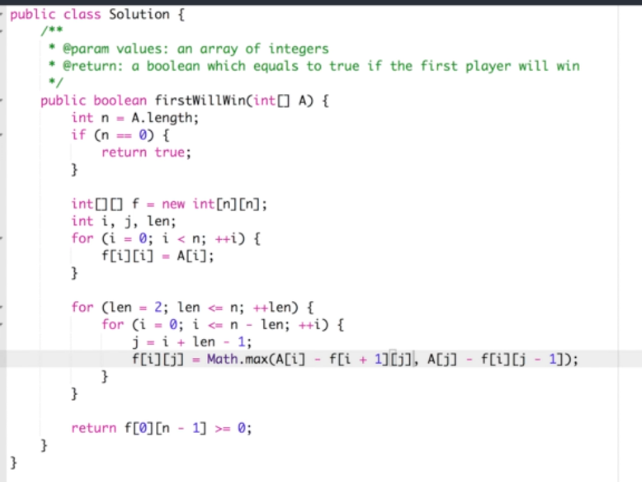 public class Solution {
    /**
     * @param values: an array of integers
     * @return: a boolean which equals to true if the first player will win
     */
    public boolean firstWillWin(int[] A) {
        int n = A.length;
        if (n == 0) {
            return true;
        }
        int[][] f = new int[n][n];
        int i, j, len;
        for (i = 0; i < n; ++i) {
            f[i][i] = A[i];
        }
        for (len = 2; len <= n; ++len) {
            for (i = 0; i <= n - len; ++i) {
                j = i + len - 1;
                f[i][j] = Math.max(A[i] - f[i + 1][j], A[j] - f[i][j - 1]);
            }
        }
        return f[0][n - 1] >= 0;
    }
}